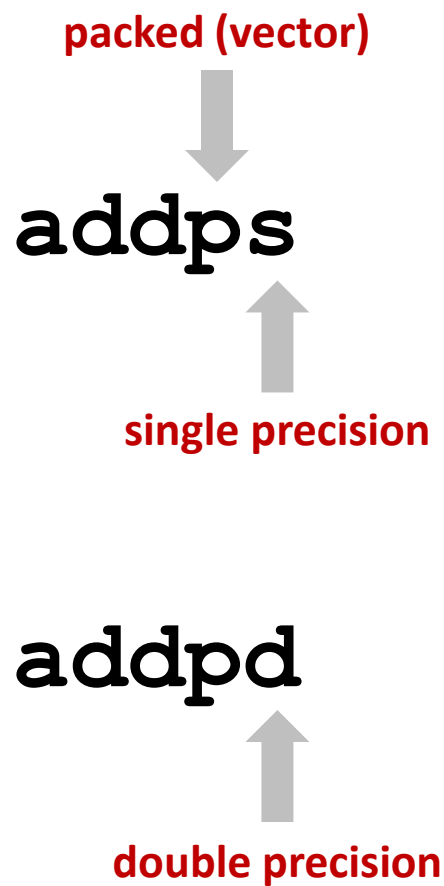 packed (vector)
addps
single precision
addpd
double precision